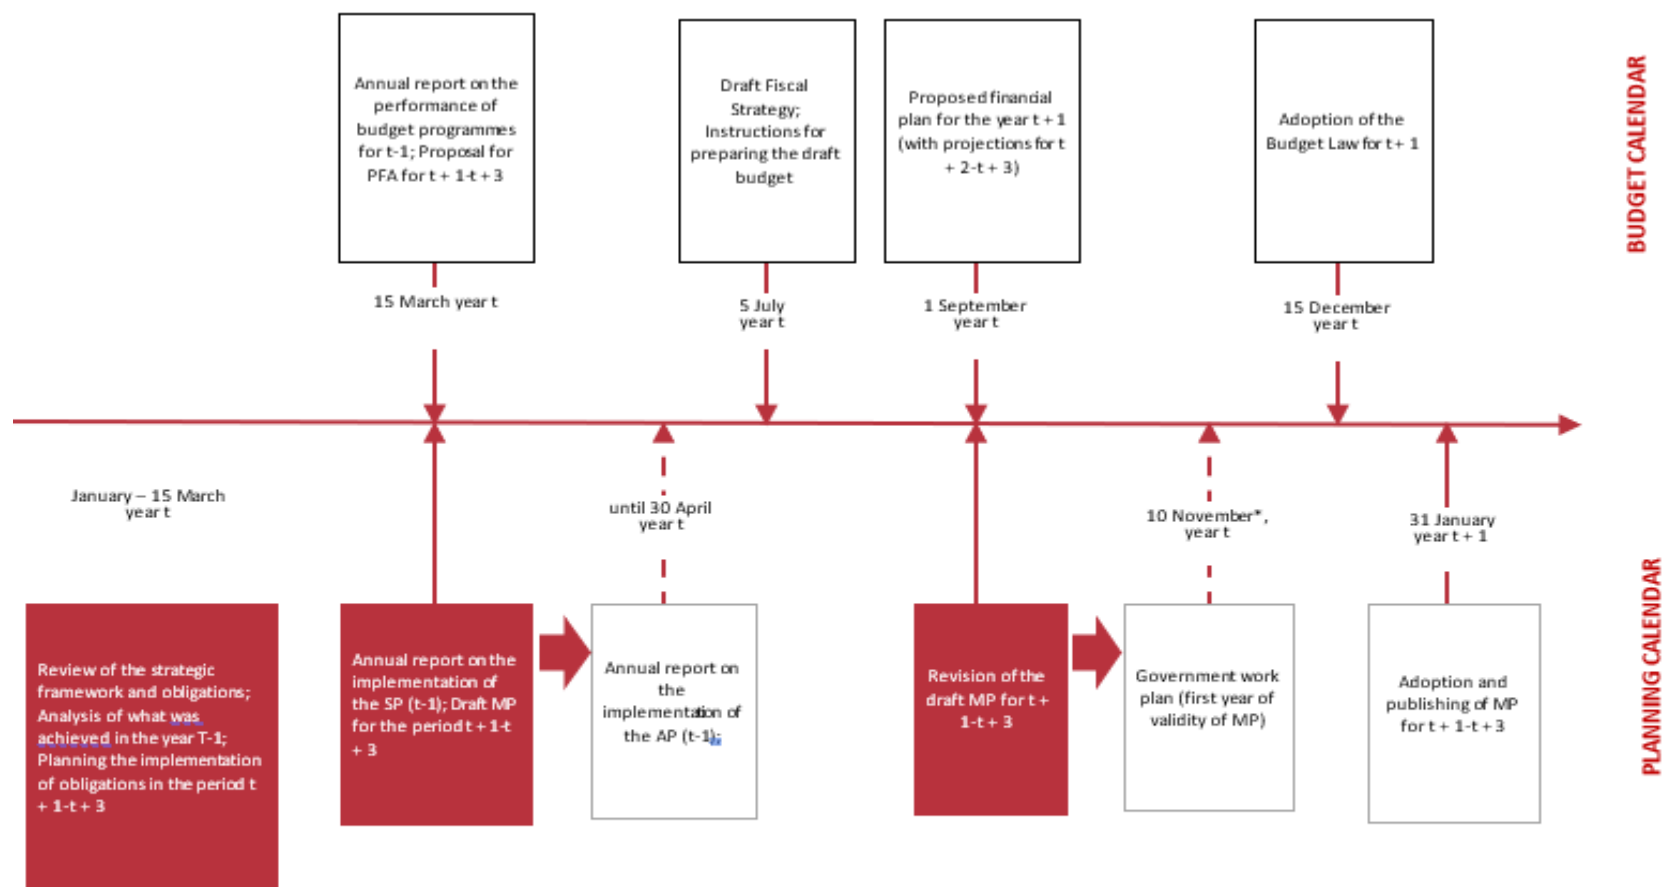 Annual report on the
performance of
budget programmes
for t-1; Proposal for
PFA for t + 1-t + 3
Draft Fiscal
Strategy;
Instructions for
preparing the draft
budget
Proposed financial
plan for the year t + 1
(with projections for t
+ 2-t + 3)
Adoption of the
Budget Law for t + 1
BUDGET CALENDAR
15 March year t
5 July
year t
1 September
year t
15 December
year t
January – 15 March
year t
until 30 April
year t
10 November*,
year t
31 January
year t + 1
Review of the strategic
framework and obligations;
Analysis of what was
achieved in the year T-1;
Planning the implementation
of obligations in the period t
+ 1-t + 3
Annual report on the
implementation of
the SP (t-1); Draft MP
for the period t + 1-t
+ 3
Annual report on
the
implementation of
the AP (t-1);
Revision of the
draft MP for t +
1-t + 3
Government work
plan (first year of
validity of MP)
Adoption and
publishing of MP
for t + 1-t + 3
PLANNING CALENDAR